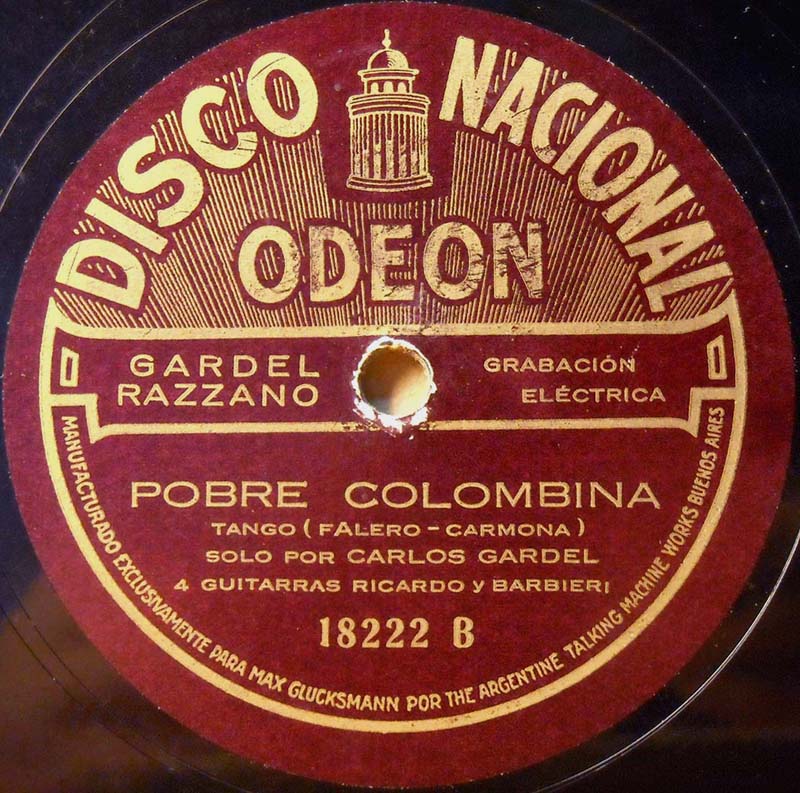 DISCO NACIONAL
ODEON
GARDEL
RAZZANO
GRABACIÓN
ELÉCTRICA
POBRE COLOMBINA
TANGO (FALERO - CARMONA)
SOLO POR CARLOS GARDEL
4 GUITARRAS RICARDO y BARBIERi
18222 B
MANUFACTURADO EXCLUSIVAMENTE PARA MAX GLUCKSMANN POR THE ARGENTINE TALKING MACHINE WORKS BUENOS AIRES